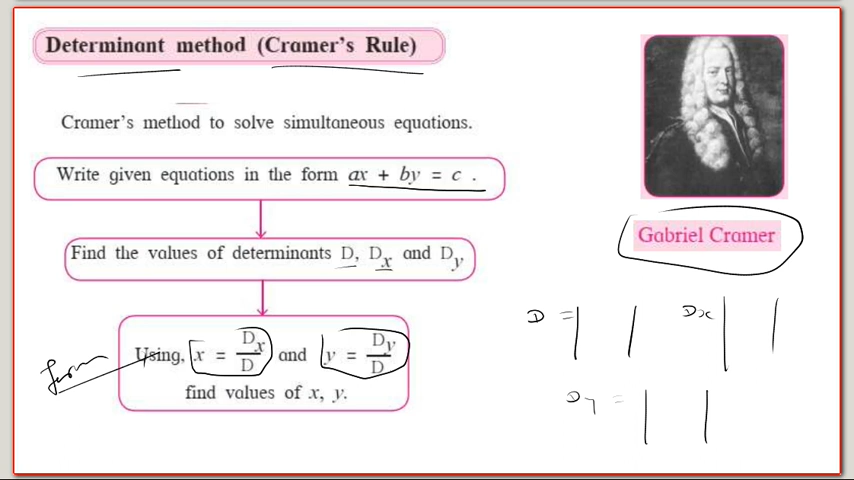 Determinant method (Cramer's Rule)
Cramer's method to solve simultaneous equations.
Write given equations in the form ax + by = c .
Gabriel Cramer
Find the values of determinants D, Dx and Dy
D = | | Dx | |
Using, x = Dx/D and y = Dy/D
find values of x, y.
Dy = | |